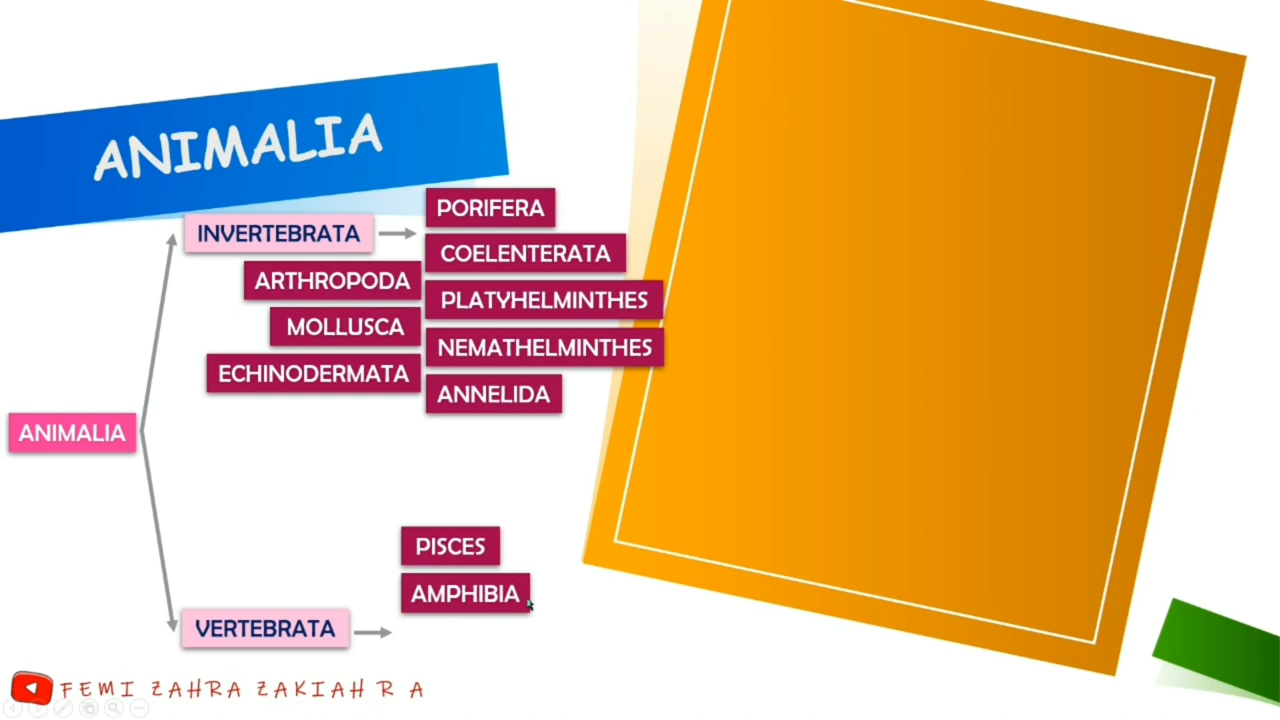 ANIMALIA
INVERTEBRATA
PORIFERA
COELENTERATA
PLATYHELMINTHES
NEMATHELMINTHES
ANNELIDA
ARTHROPODA
MOLLUSCA
ECHINODERMATA
ANIMALIA
PISCES
AMPHIBIA
VERTEBRATA
FEMI ZAHRA ZAKIAH R A